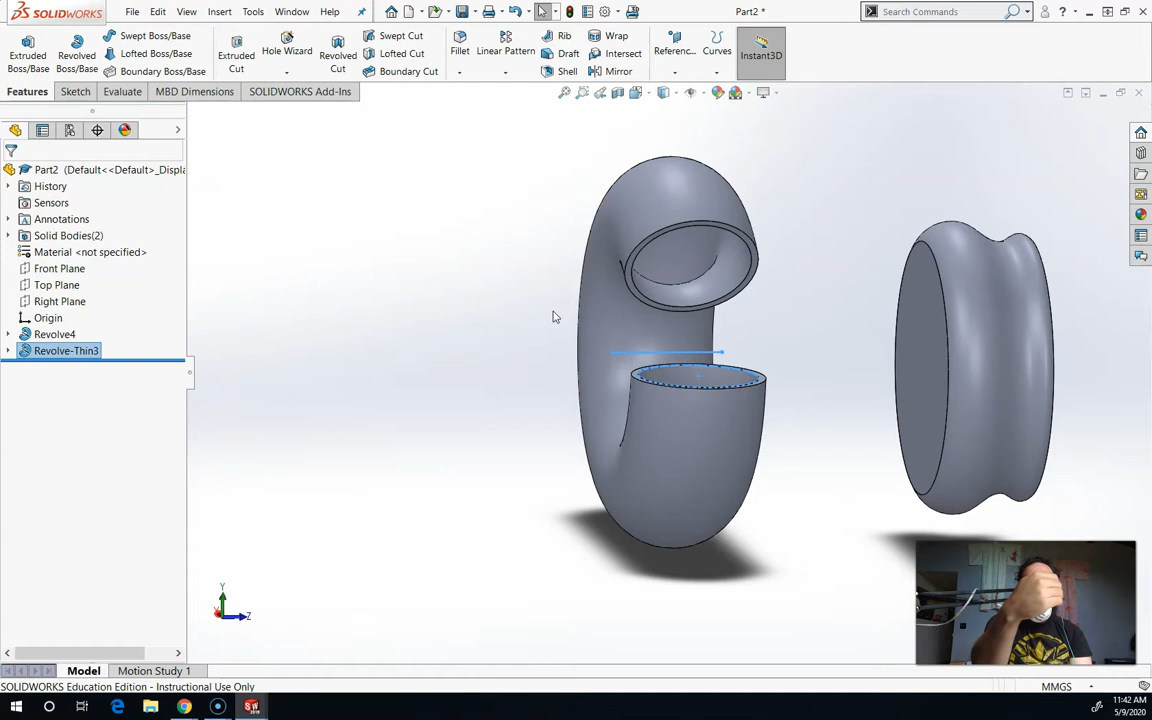 SOLIDWORKS File Edit View Insert Tools Window Help Part2 * Search Commands
Extruded Boss/Base
Revolved Boss/Base
Swept Boss/Base
Lofted Boss/Base
Boundary Boss/Base
Extruded Cut
Hole Wizard
Revolved Cut
Swept Cut
Lofted Cut
Boundary Cut
Fillet
Linear Pattern
Rib
Draft
Shell
Wrap
Intersect
Mirror
Referenc...
Curves
Instant3D
Features Sketch Evaluate MBD Dimensions SOLIDWORKS Add-Ins
Part2 (Default<<Default>_Displa
History
Sensors
Annotations
Solid Bodies(2)
Material <not specified>
Front Plane
Top Plane
Right Plane
Origin
Revolve4
Revolve-Thin3
Y
Z
Model Motion Study 1
SOLIDWORKS Education Edition - Instructional Use Only MMGS
11:42 AM
5/9/2020